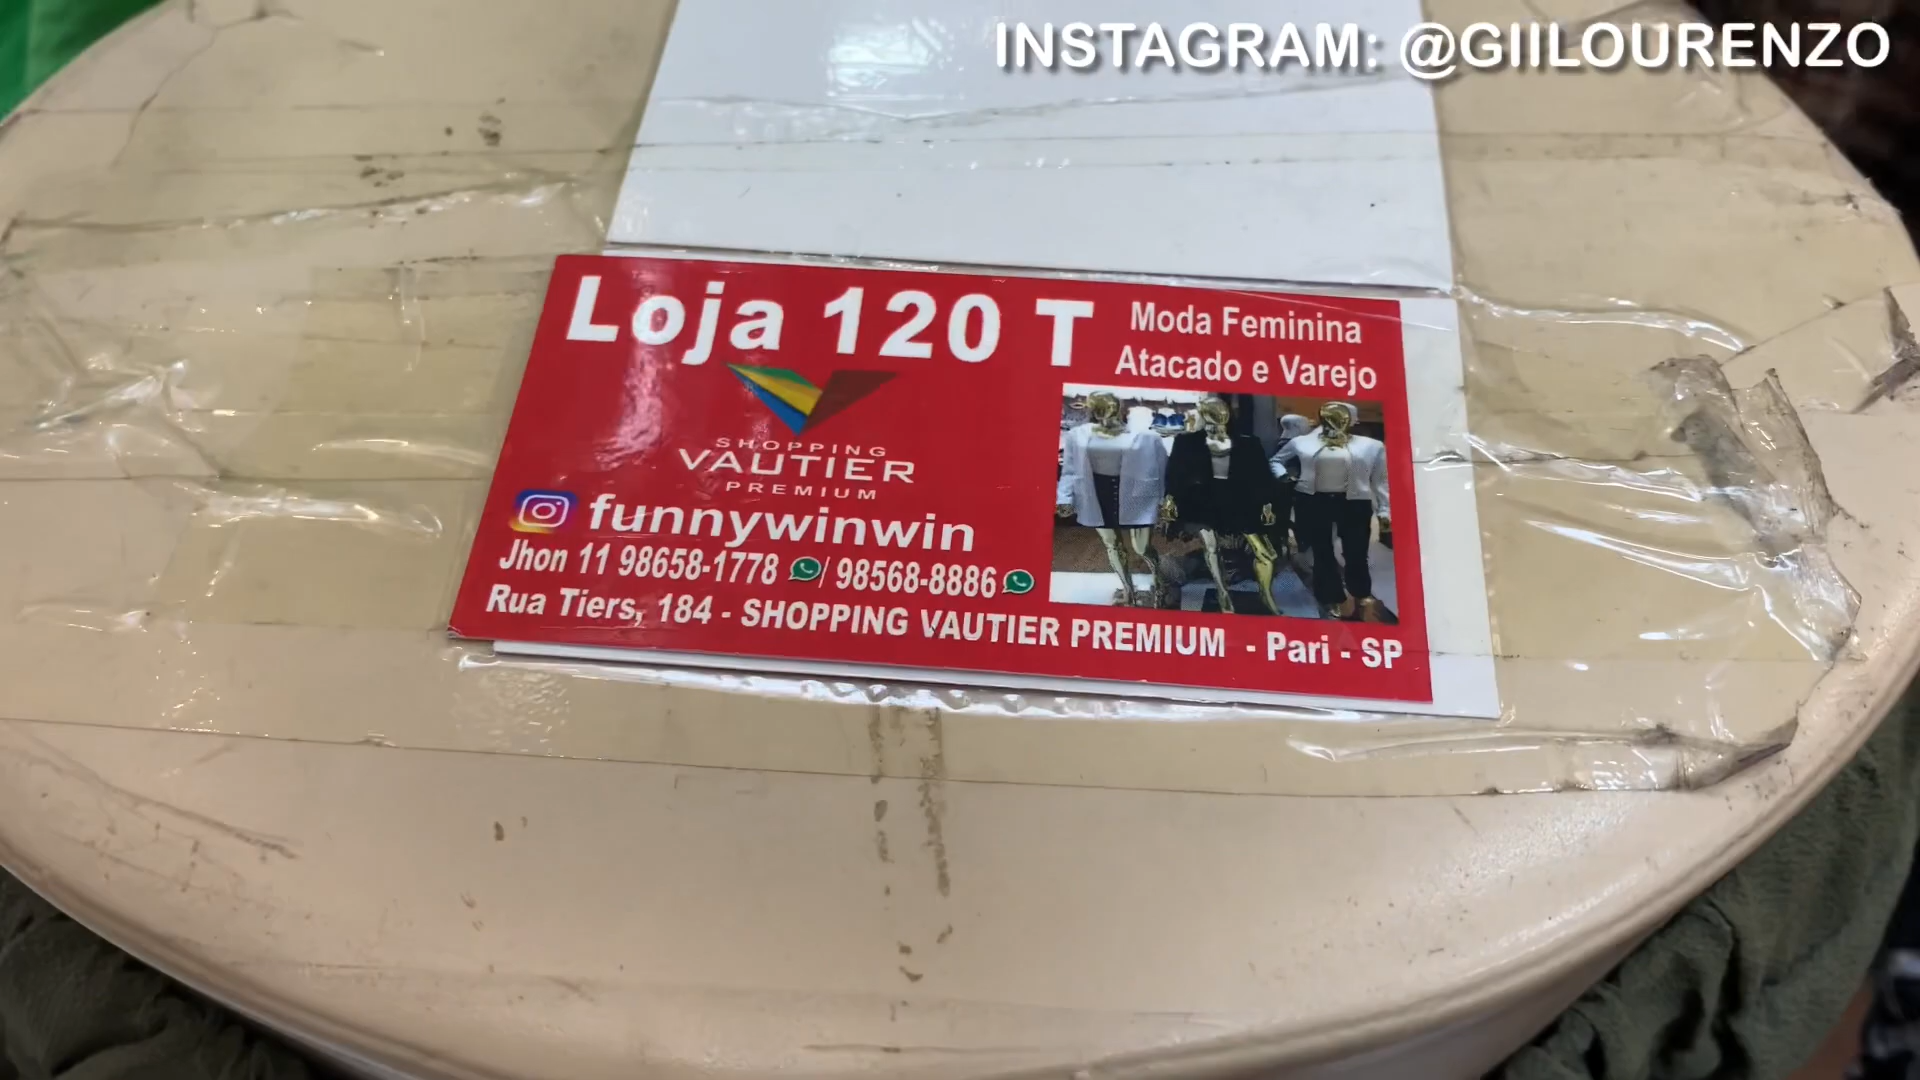 INSTAGRAM: @GIILOURENZO
Loja 120 T
Moda Feminina
Atacado e Varejo
SHOPPING
VAUTIER
PREMIUM
funnywinwin
Jhon 11 98658-1778 / 98568-8886
Rua Tiers, 184 - SHOPPING VAUTIER PREMIUM - Pari - SP